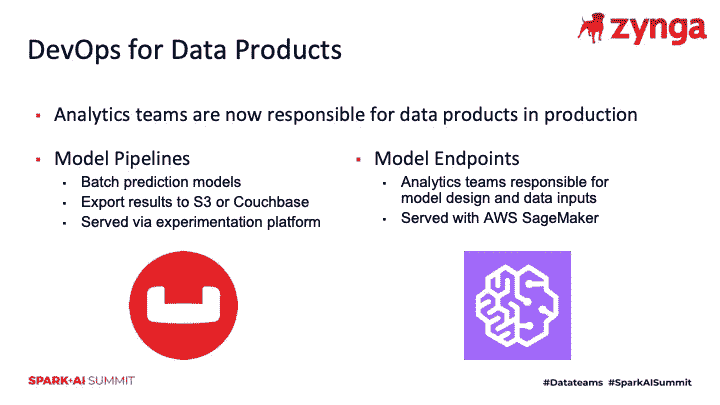 zynga
DevOps for Data Products
▪ Analytics teams are now responsible for data products in production
▪ Model Pipelines
▪ Batch prediction models
▪ Export results to S3 or Couchbase
▪ Served via experimentation platform
▪ Model Endpoints
▪ Analytics teams responsible for
model design and data inputs
▪ Served with AWS SageMaker
SPARK+AI SUMMIT
#Datateams #SparkAISummit